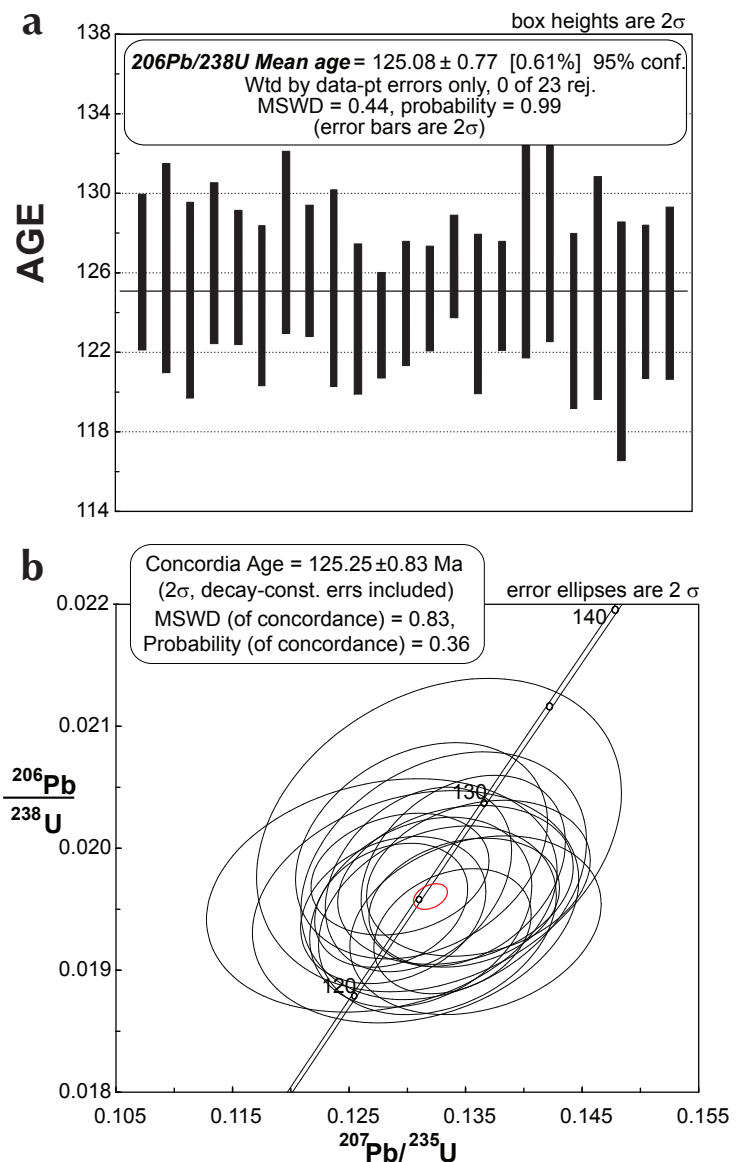 a
box heights are 2σ
138
206Pb/238U Mean age = 125.08 ± 0.77 [0.61%] 95% conf.
Wtd by data-pt errors only, 0 of 23 rej.
MSWD = 0.44, probability = 0.99
(error bars are 2σ)
134
130
AGE
126
122
118
114
b
Concordia Age = 125.25±0.83 Ma
(2σ, decay-const. errs included)
MSWD (of concordance) = 0.83,
Probability (of concordance) = 0.36
error ellipses are 2 σ
0.022
140
0.021
²⁰⁶Pb
²³⁸U
130
0.020
0.019
120
0.018
0.105 0.115 0.125 0.135 0.145 0.155
²⁰⁷Pb/²³⁵U